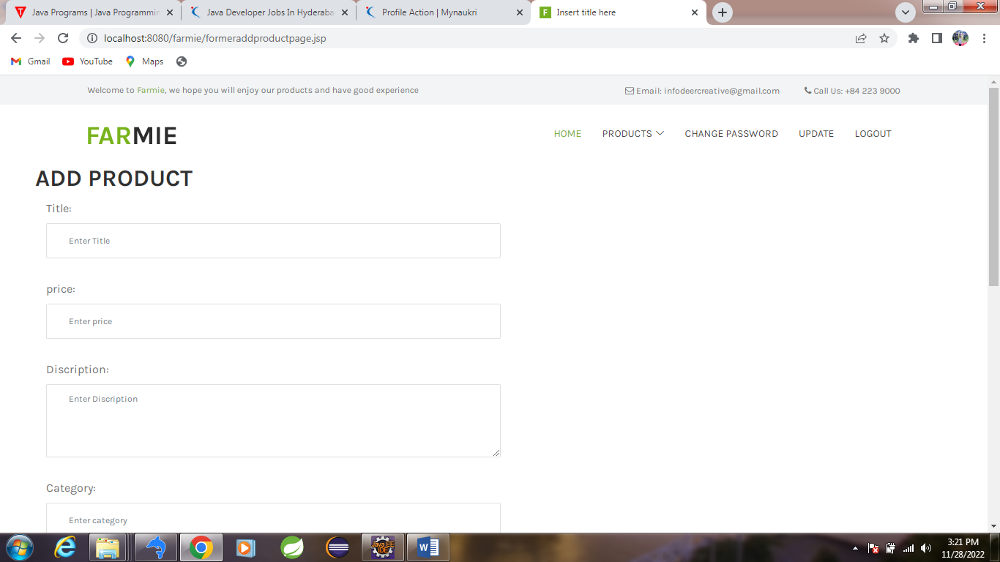 Java Programs | Java Programmin
Java Developer Jobs In Hyderaba
Profile Action | Mynaukri
F Insert title here
localhost:8080/farmie/formeraddproductpage.jsp
Gmail YouTube Maps
Welcome to Farmie, we hope you will enjoy our products and have good experience
Email: infodeercreative@gmail.com Call Us: +84 223 9000
FARMIE
HOME PRODUCTS CHANGE PASSWORD UPDATE LOGOUT
ADD PRODUCT
Title:
Enter Title
price:
Enter price
Discription:
Enter Discription
Category:
Enter category
Java EE
IDE
3:21 PM
11/28/2022